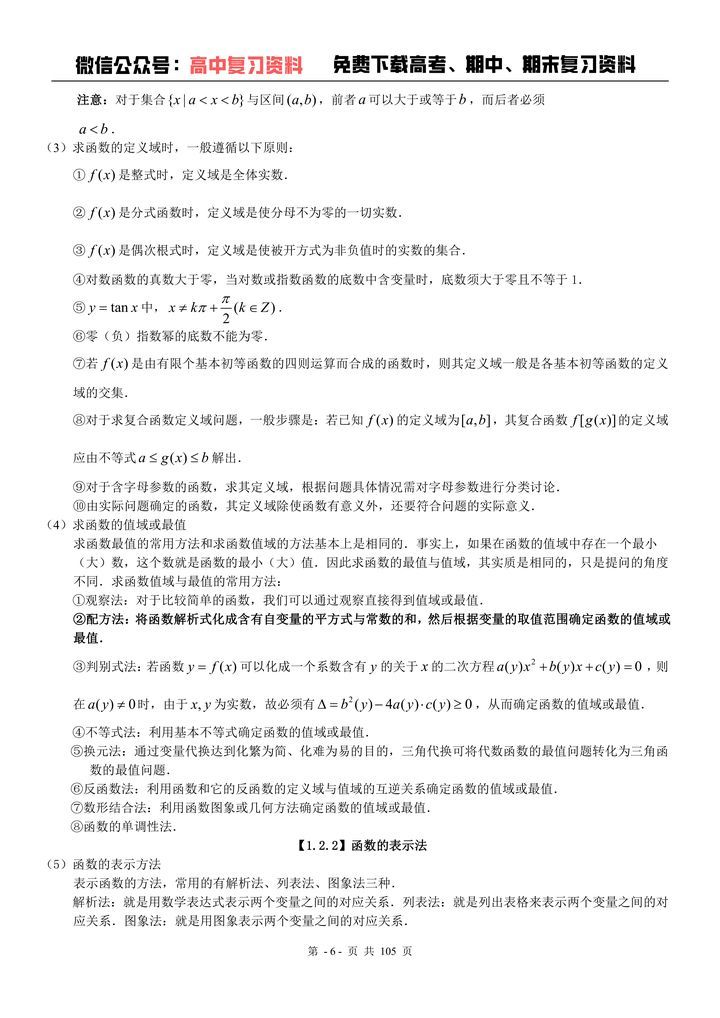 微信公众号：高中复习资料 免费下载高考、期中、期末复习资料
注意：对于集合{x | a < x < b}与区间(a,b)，前者a可以大于或等于b，而后者必须
a < b．
（3）求函数的定义域时，一般遵循以下原则：
①f(x)是整式时，定义域是全体实数．
②f(x)是分式函数时，定义域是使分母不为零的一切实数．
③f(x)是偶次根式时，定义域是使被开方式为非负值时的实数的集合．
④对数函数的真数大于零，当对数或指数函数的底数中含变量时，底数须大于零且不等于1．
⑤y = tan x中，x ≠ kπ + π/2 (k ∈ Z)．
⑥零（负）指数幂的底数不能为零．
⑦若f(x)是由有限个基本初等函数的四则运算而合成的函数时，则其定义域一般是各基本初等函数的定义
域的交集．
⑧对于求复合函数定义域问题，一般步骤是：若已知f(x)的定义域为[a,b]，其复合函数f[g(x)]的定义域
应由不等式a ≤ g(x) ≤ b解出．
⑨对于含字母参数的函数，求其定义域，根据问题具体情况需对字母参数进行分类讨论．
⑩由实际问题确定的函数，其定义域除使函数有意义外，还要符合问题的实际意义．
（4）求函数的值域或最值
求函数最值的常用方法和求函数值域的方法基本上是相同的．事实上，如果在函数的值域中存在一个最小
（大）数，这个数就是函数的最小（大）值．因此求函数的最值与值域，其实质是相同的，只是提问的角度
不同．求函数值域与最值的常用方法：
①观察法：对于比较简单的函数，我们可以通过观察直接得到值域或最值．
②配方法：将函数解析式化成含有自变量的平方式与常数的和，然后根据变量的取值范围确定函数的值域或
最值．
③判别式法：若函数y = f(x)可以化成一个系数含有y的关于x的二次方程a(y)x² + b(y)x + c(y) = 0，则
在a(y) ≠ 0时，由于x, y为实数，故必须有Δ = b²(y) − 4a(y)·c(y) ≥ 0，从而确定函数的值域或最值．
④不等式法：利用基本不等式确定函数的值域或最值．
⑤换元法：通过变量代换达到化繁为简、化难为易的目的，三角代换可将代数函数的最值问题转化为三角函
数的最值问题．
⑥反函数法：利用函数和它的反函数的定义域与值域的互逆关系确定函数的值域或最值．
⑦数形结合法：利用函数图象或几何方法确定函数的值域或最值．
⑧函数的单调性法．
【1.2.2】函数的表示法
（5）函数的表示方法
表示函数的方法，常用的有解析法、列表法、图象法三种．
解析法：就是用数学表达式表示两个变量之间的对应关系．列表法：就是列出表格来表示两个变量之间的对
应关系．图象法：就是用图象表示两个变量之间的对应关系．
第 - 6 - 页 共 105 页